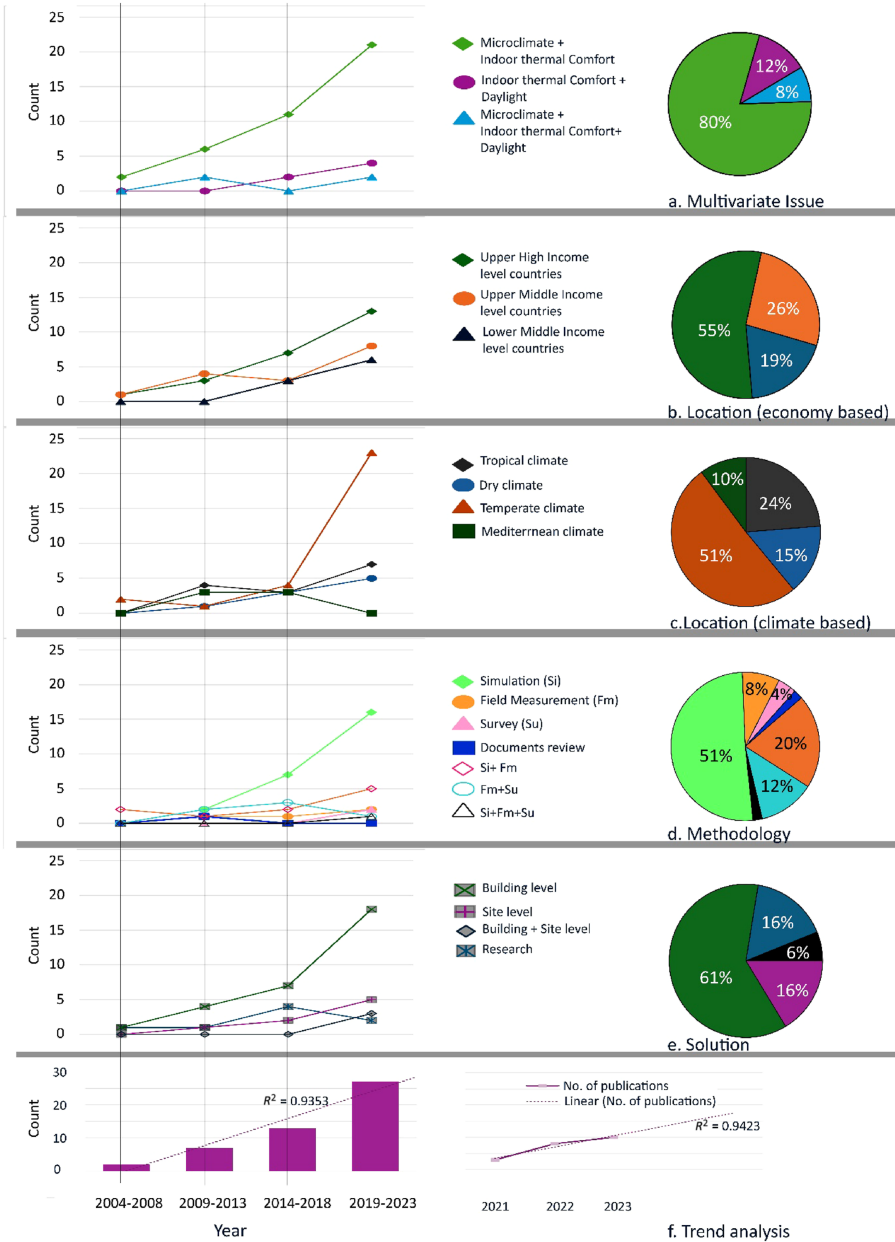 25
20
15
10
5
0
Count
Microclimate +
Indoor thermal Comfort
Indoor thermal Comfort +
Daylight
Microclimate +
Indoor thermal Comfort+
Daylight
12%
8%
80%
a. Multivariate Issue
25
20
15
10
5
0
Count
Upper High Income
level countries
Upper Middle Income
level countries
Lower Middle Income
level countries
26%
55%
19%
b. Location (economy based)
25
20
15
10
5
0
Count
Tropical climate
Dry climate
Temperate climate
Mediterrnean climate
10%
24%
51%
15%
c.Location (climate based)
25
20
15
10
5
0
Count
Simulation (Si)
Field Measurement (Fm)
Survey (Su)
Documents review
Si+ Fm
Fm+Su
Si+Fm+Su
8%
4%
51%
20%
12%
d. Methodology
25
20
15
10
5
0
Count
Building level
Site level
Building + Site level
Research
16%
6%
61%
16%
e. Solution
30
20
10
0
Count
R² = 0.9353
2004-2008
2009-2013
2014-2018
2019-2023
Year
No. of publications
Linear (No. of publications)
R² = 0.9423
2021
2022
2023
f. Trend analysis